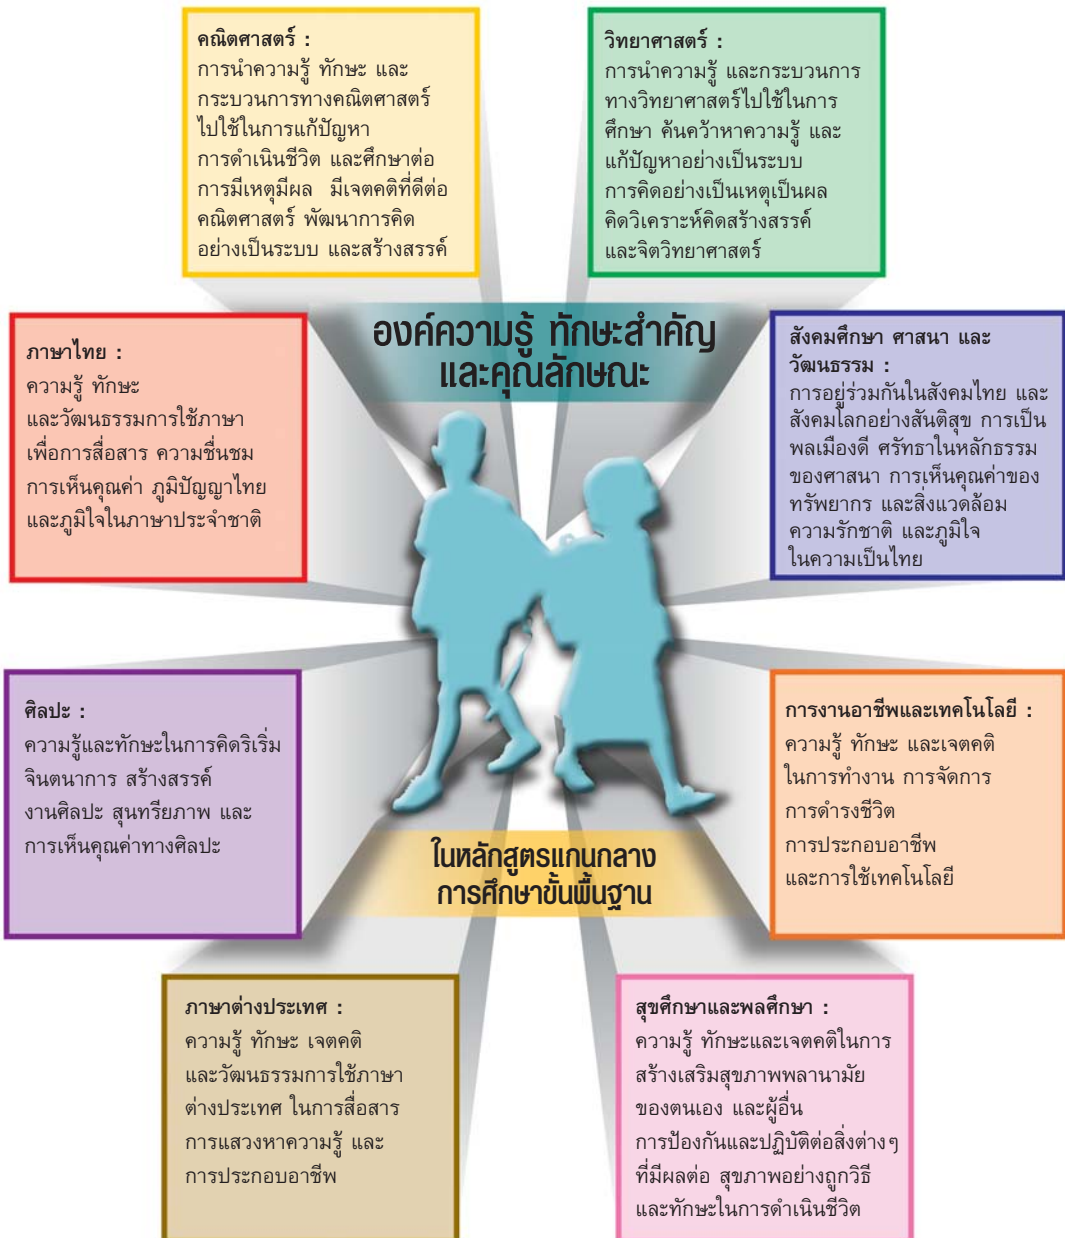 คณิตศาสตร์ :
การนำความรู้ ทักษะ และ
กระบวนการทางคณิตศาสตร์
ไปใช้ในการแก้ปัญหา
การดำเนินชีวิต และศึกษาต่อ
การมีเหตุมีผล มีเจตคติที่ดีต่อ
คณิตศาสตร์ พัฒนาการคิด
อย่างเป็นระบบ และสร้างสรรค์
วิทยาศาสตร์ :
การนำความรู้ และกระบวนการ
ทางวิทยาศาสตร์ไปใช้ในการ
ศึกษา ค้นคว้าหาความรู้ และ
แก้ปัญหาอย่างเป็นระบบ
การคิดอย่างเป็นเหตุเป็นผล
คิดวิเคราะห์คิดสร้างสรรค์
และจิตวิทยาศาสตร์
องค์ความรู้ ทักษะสำคัญ
และคุณลักษณะ
ภาษาไทย :
ความรู้ ทักษะ
และวัฒนธรรมการใช้ภาษา
เพื่อการสื่อสาร ความชื่นชม
การเห็นคุณค่า ภูมิปัญญาไทย
และภูมิใจในภาษาประจำชาติ
สังคมศึกษา ศาสนา และ
วัฒนธรรม :
การอยู่ร่วมกันในสังคมไทย และ
สังคมโลกอย่างสันติสุข การเป็น
พลเมืองดี ศรัทธาในหลักธรรม
ของศาสนา การเห็นคุณค่าของ
ทรัพยากร และสิ่งแวดล้อม
ความรักชาติ และภูมิใจ
ในความเป็นไทย
ศิลปะ :
ความรู้และทักษะในการคิดริเริ่ม
จินตนาการ สร้างสรรค์
งานศิลปะ สุนทรียภาพ และ
การเห็นคุณค่าทางศิลปะ
การงานอาชีพและเทคโนโลยี :
ความรู้ ทักษะ และเจตคติ
ในการทำงาน การจัดการ
การดำรงชีวิต
การประกอบอาชีพ
และการใช้เทคโนโลยี
ในหลักสูตรแกนกลาง
การศึกษาขั้นพื้นฐาน
ภาษาต่างประเทศ :
ความรู้ ทักษะ เจตคติ
และวัฒนธรรมการใช้ภาษา
ต่างประเทศ ในการสื่อสาร
การแสวงหาความรู้ และ
การประกอบอาชีพ
สุขศึกษาและพลศึกษา :
ความรู้ ทักษะและเจตคติในการ
สร้างเสริมสุขภาพพลานามัย
ของตนเอง และผู้อื่น
การป้องกันและปฏิบัติต่อสิ่งต่างๆ
ที่มีผลต่อ สุขภาพอย่างถูกวิธี
และทักษะในการดำเนินชีวิต